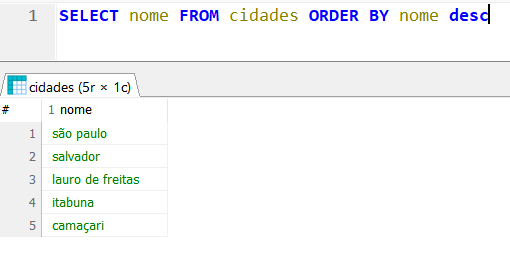 1 SELECT nome FROM cidades ORDER BY nome desc
cidades (5r × 1c)
# 1 nome
1 são paulo
2 salvador
3 lauro de freitas
4 itabuna
5 camaçari